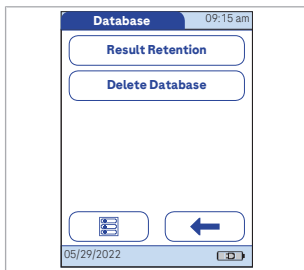 Database 09:15 am
Result Retention
Delete Database
05/29/2022